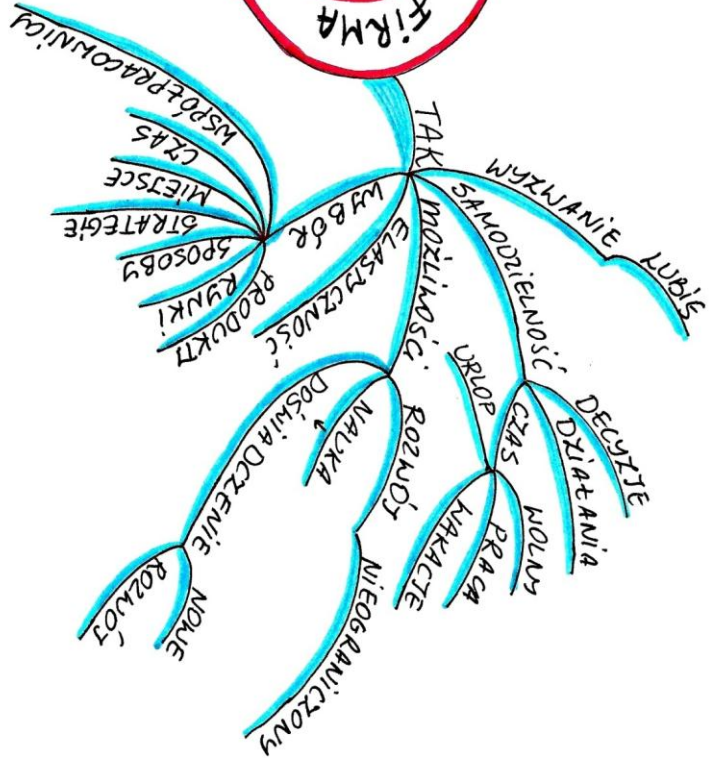 FiRMA
TAK
WYZWANIE
LUBIĘ
SAMODZIELNOŚĆ
DECYZJE
DZIAŁANIA
CZAS
WOLNY
PRACA
WAKACJE
URLOP
MOŻLIWOŚCi
ROZWÓJ
NiEOGRANiCZONY
NAUKA
DOŚWiADCZENiE
NOWE
ROZWÓJ
ELASTYCZNOŚĆ
WYBÓR
PRODUKTY
RYNKi
SPOSOBY
STRATEGiE
MiEJSCE
CZAS
WSPÓŁPRACOWNiCY